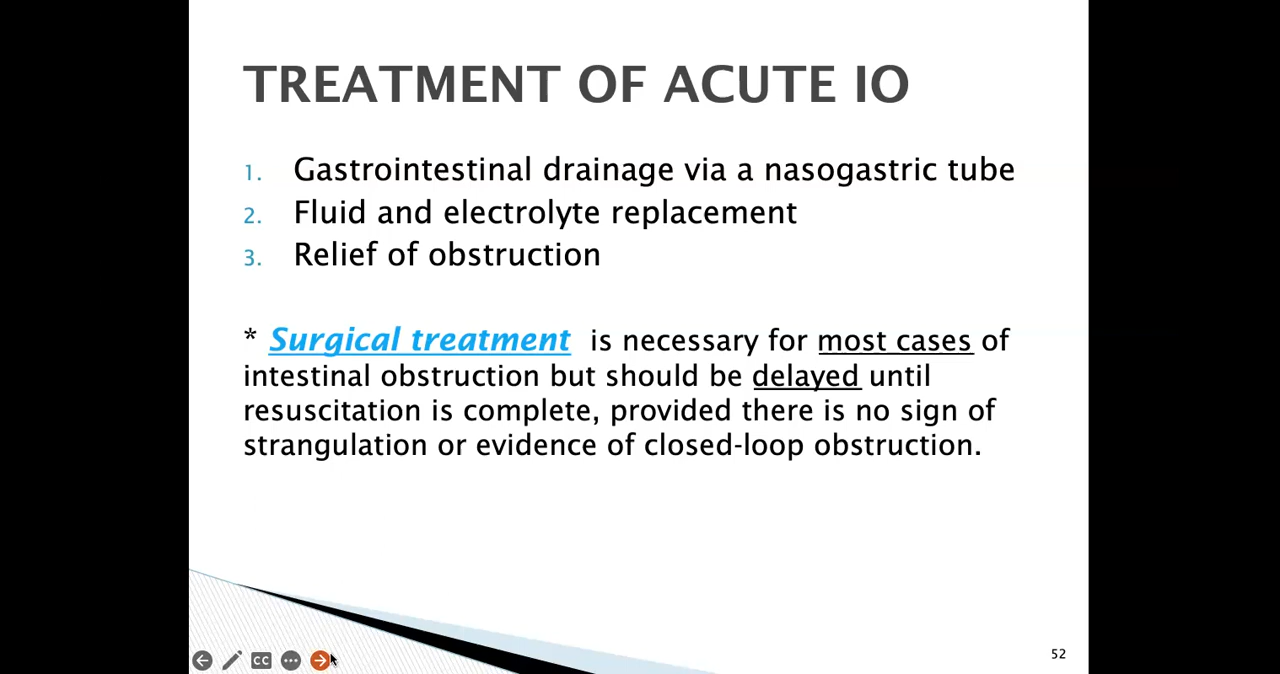 TREATMENT OF ACUTE IO
1. Gastrointestinal drainage via a nasogastric tube
2. Fluid and electrolyte replacement
3. Relief of obstruction
* Surgical treatment is necessary for most cases of
intestinal obstruction but should be delayed until
resuscitation is complete, provided there is no sign of
strangulation or evidence of closed-loop obstruction.
CC
52